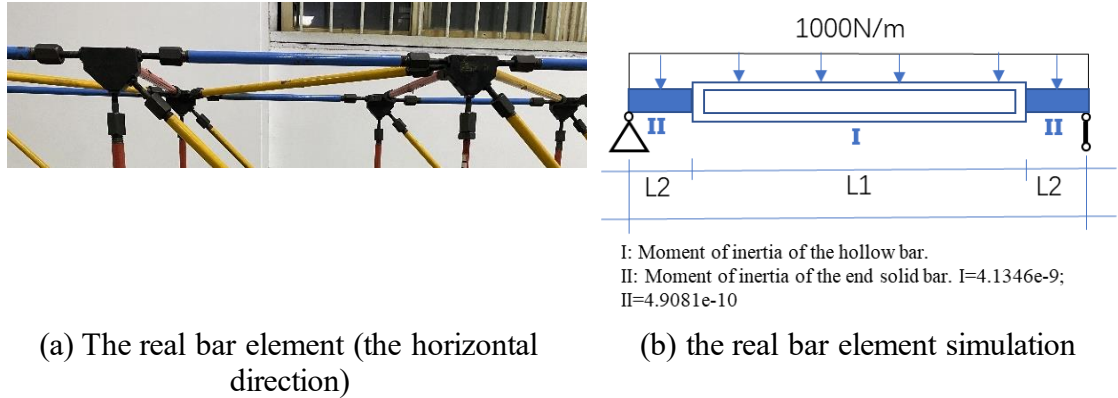 1000N/m
II
I
II
L2
L1
L2
I: Moment of inertia of the hollow bar.
II: Moment of inertia of the end solid bar. I=4.1346e-9;
II=4.9081e-10
(a) The real bar element (the horizontal
direction)
(b) the real bar element simulation